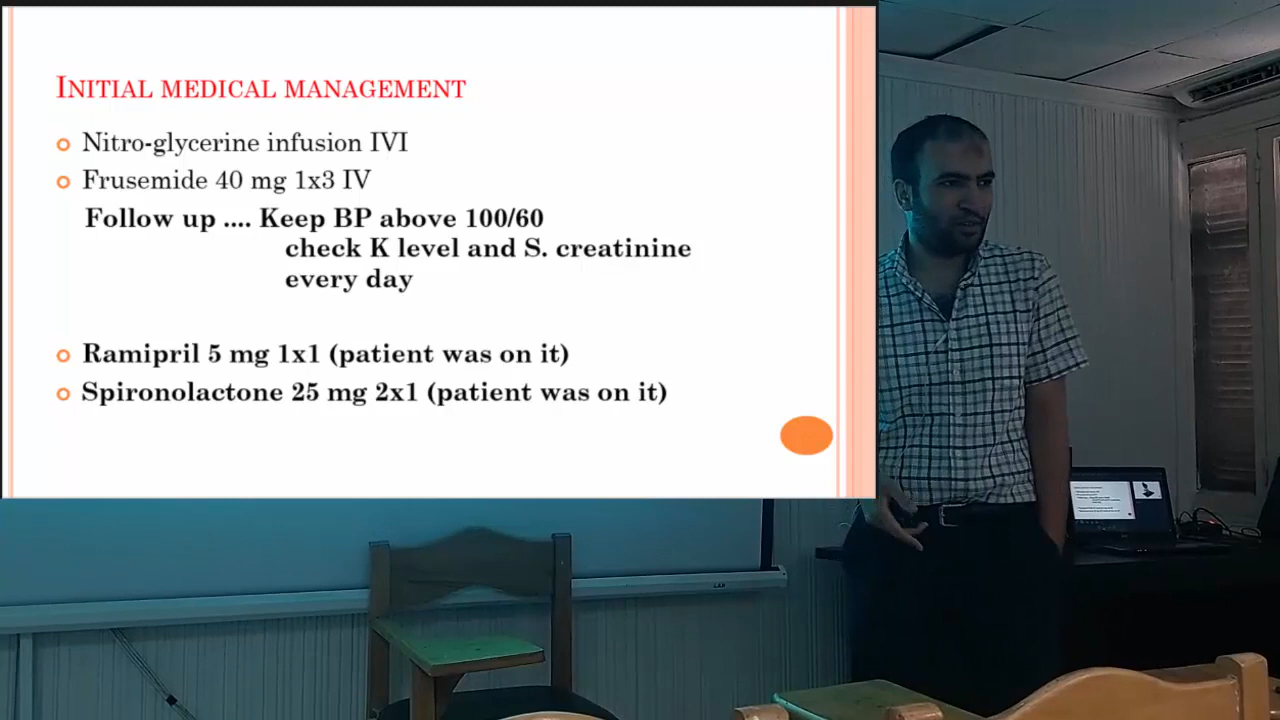 INITIAL MEDICAL MANAGEMENT
Nitro-glycerine infusion IVI
Frusemide 40 mg 1x3 IV
Follow up .... Keep BP above 100/60
check K level and S. creatinine
every day
Ramipril 5 mg 1x1 (patient was on it)
Spironolactone 25 mg 2x1 (patient was on it)